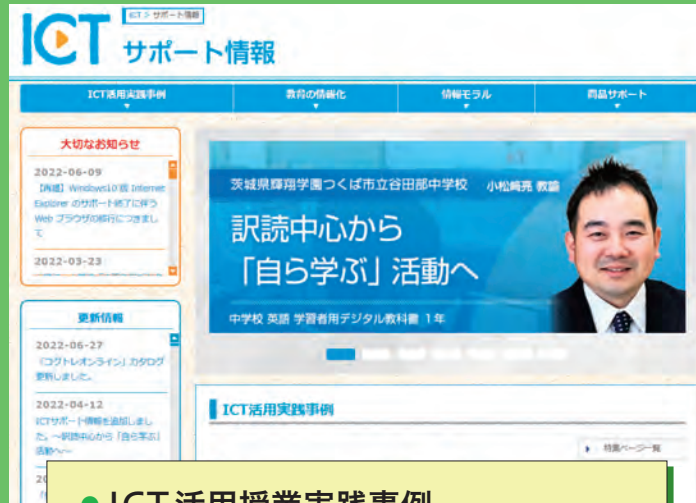 ICT > サポート情報
ICT サポート情報
ICT活用実践事例
教育の情報化
情報モラル
商品サポート
大切なお知らせ
2022-06-09
【再掲】Windows10 版 Internet
Explorer のサポート終了に伴う
Web ブラウザの移行につきまし
て
2022-03-23
更新情報
2022-06-27
「コグトレオンライン」カタログ
更新しました。
2022-04-12
ICTサポート情報を追加しまし
た。～訳読中心から「自ら学ぶ」
活動へ～
茨城県輝翔学園つくば市立谷田部中学校 小松崎亮 教諭
訳読中心から
「自ら学ぶ」活動へ
中学校 英語 学習者用デジタル教科書 1年
ICT活用実践事例
特集ページ一覧
● ICT活用授業実践事例